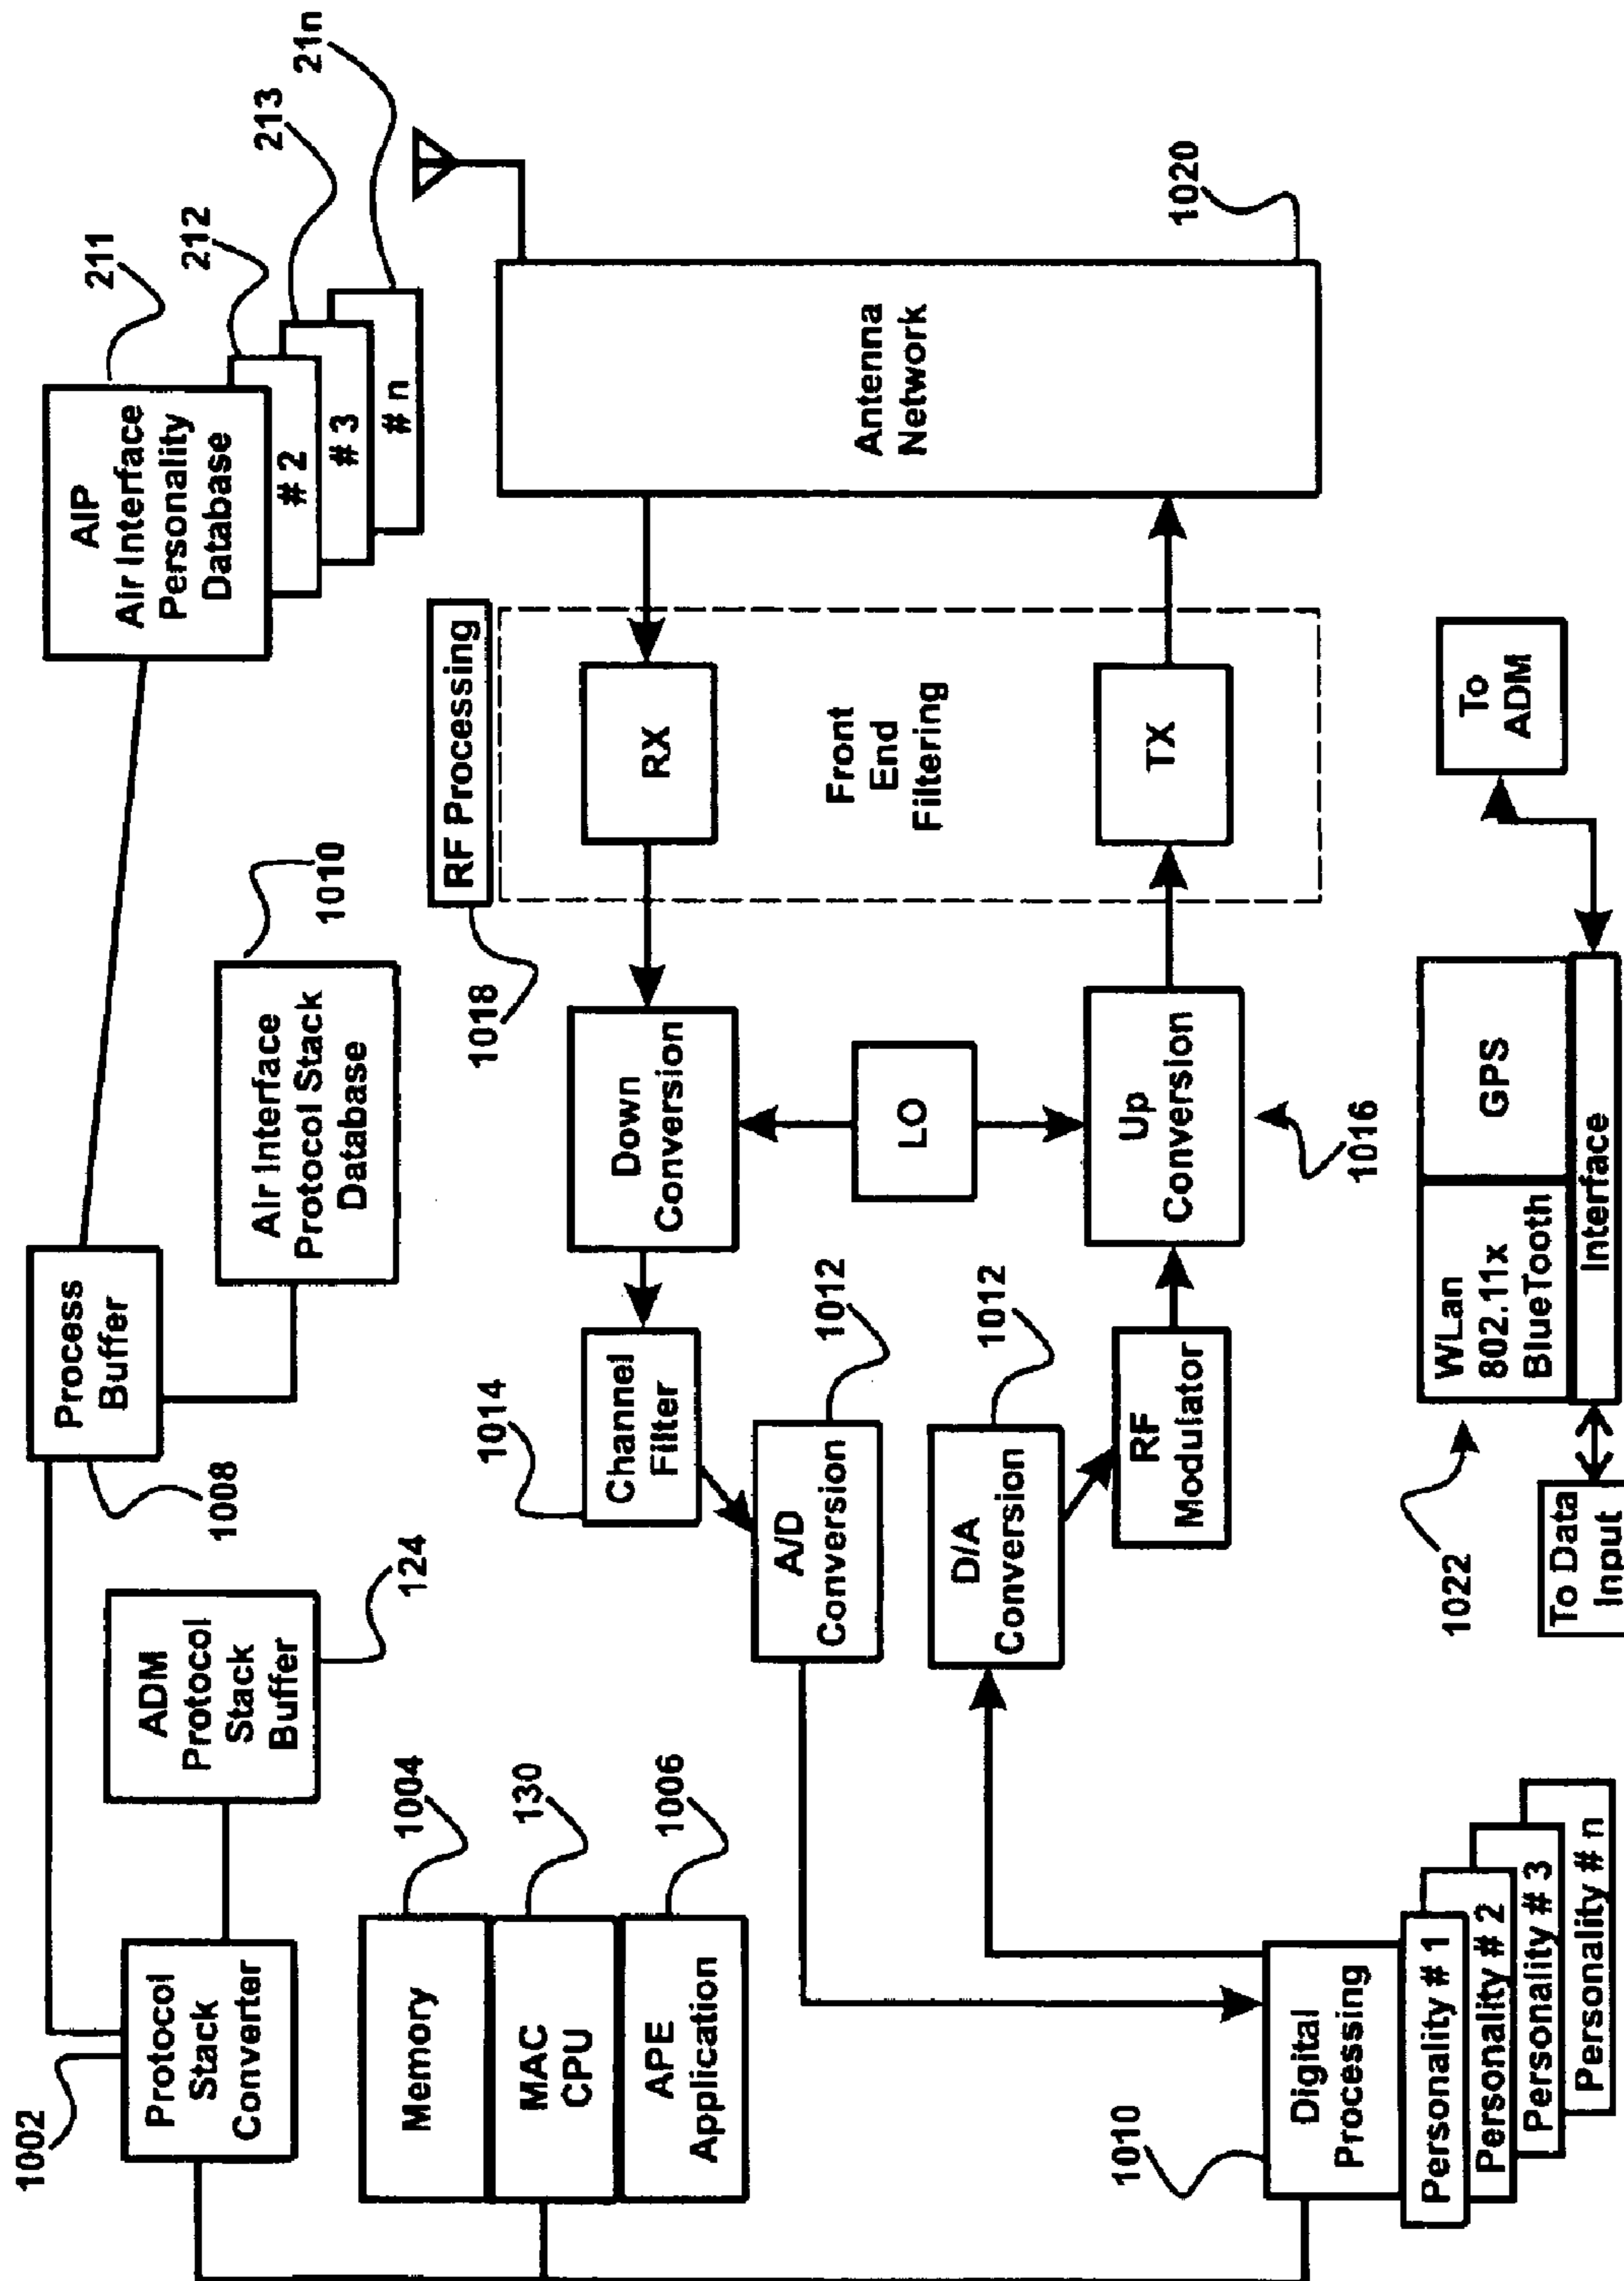 1002
Protocol
Stack
Converter
ADM
Protocol
Stack
Buffer
124
1008
Process
Buffer
Air Interface
Protocol Stack
Database
1010
AIP
Air Interface
Personality
Database
# 2
# 3
# n
211
212
213
21n
Memory
MAC
CPU
APE
Application
1004
130
1006
1014
Channel
Filter
Down
Conversion
1018
RF Processing
RX
Front
End
Filtering
TX
Antenna
Network
1020
A/D
Conversion
1012
LO
D/A
Conversion
1012
RF
Modulator
Up
Conversion
1016
1010
Digital
Processing
Personality # 1
Personality # 2
Personality # 3
Personality # n
1022
WLan
802.11x
BlueTooth
GPS
Interface
To Data
Input
To
ADM